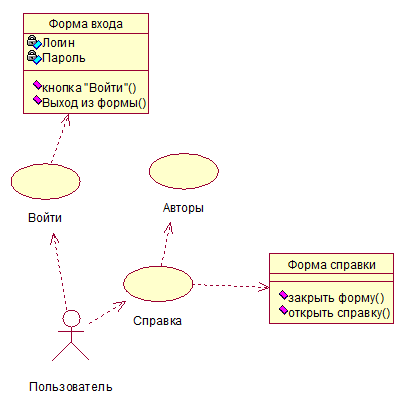 Форма входа
Логин
Пароль
кнопка "Войти"()
Выход из формы()
Войти
Авторы
Форма справки
закрыть форму()
открыть справку()
Справка
Пользователь